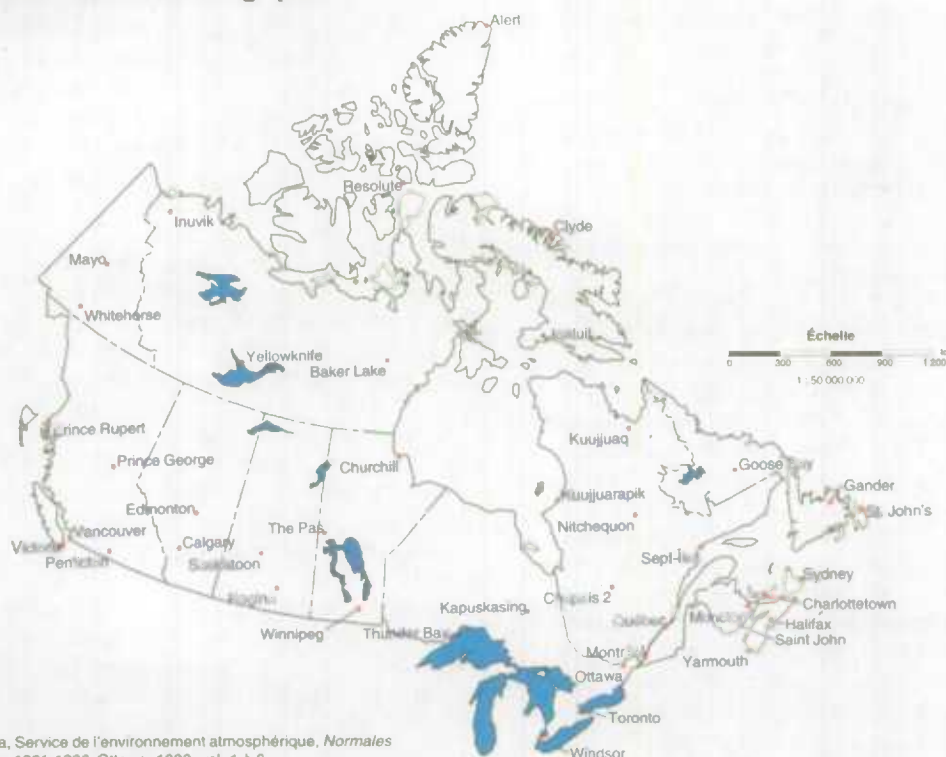 Alert
Resolute
Inuvik
Clyde
Mayo
Whitehorse
Échelle
0 300 600 900 1 200
1 : 50 000 000
Yellowknife
Baker Lake
Prince Rupert
Kuujjuaq
Prince George
Churchill
Goose Bay
Kuujjuarapik
Gander
Edmonton
St. John's
Nitchequon
The Pas
Vancouver
Victoria
Calgary
Penticton
Saskatoon
Sept-Îles
Sydney
Regina
Chapais 2
Kapuskasing
Charlottetown
Québec
Moncton
Halifax
Winnipeg
Thunder Bay
Saint John
Montréal
Yarmouth
Ottawa
Toronto
a, Service de l'environnement atmosphérique, Normales
Windsor